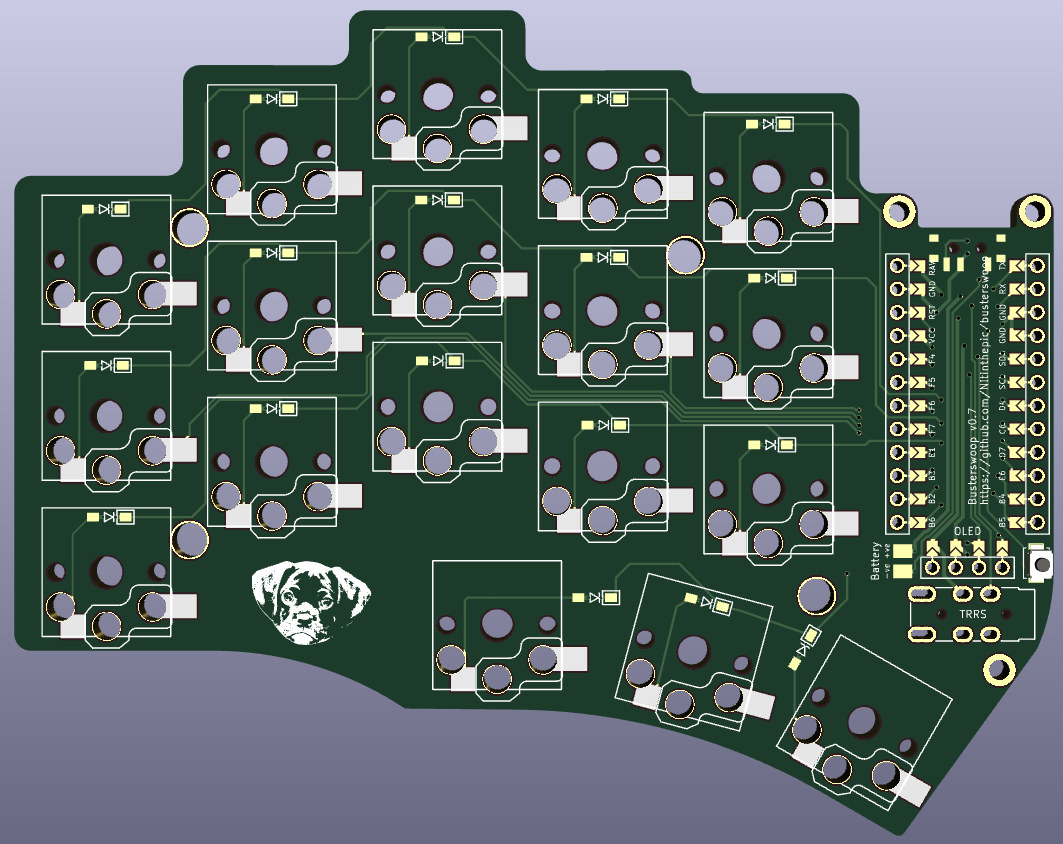 RAW
GND
RST
VCC
F4
F5
F6
F7
B1
B3
B2
B6
Busterswoop v0.7
https://github.com/NItinthepic/busterswoop
TX
RX
GND
GND
SDA
SCL
D4
C6
D7
E6
B4
B5
OLED
Battery
-ve +ve
TRRS